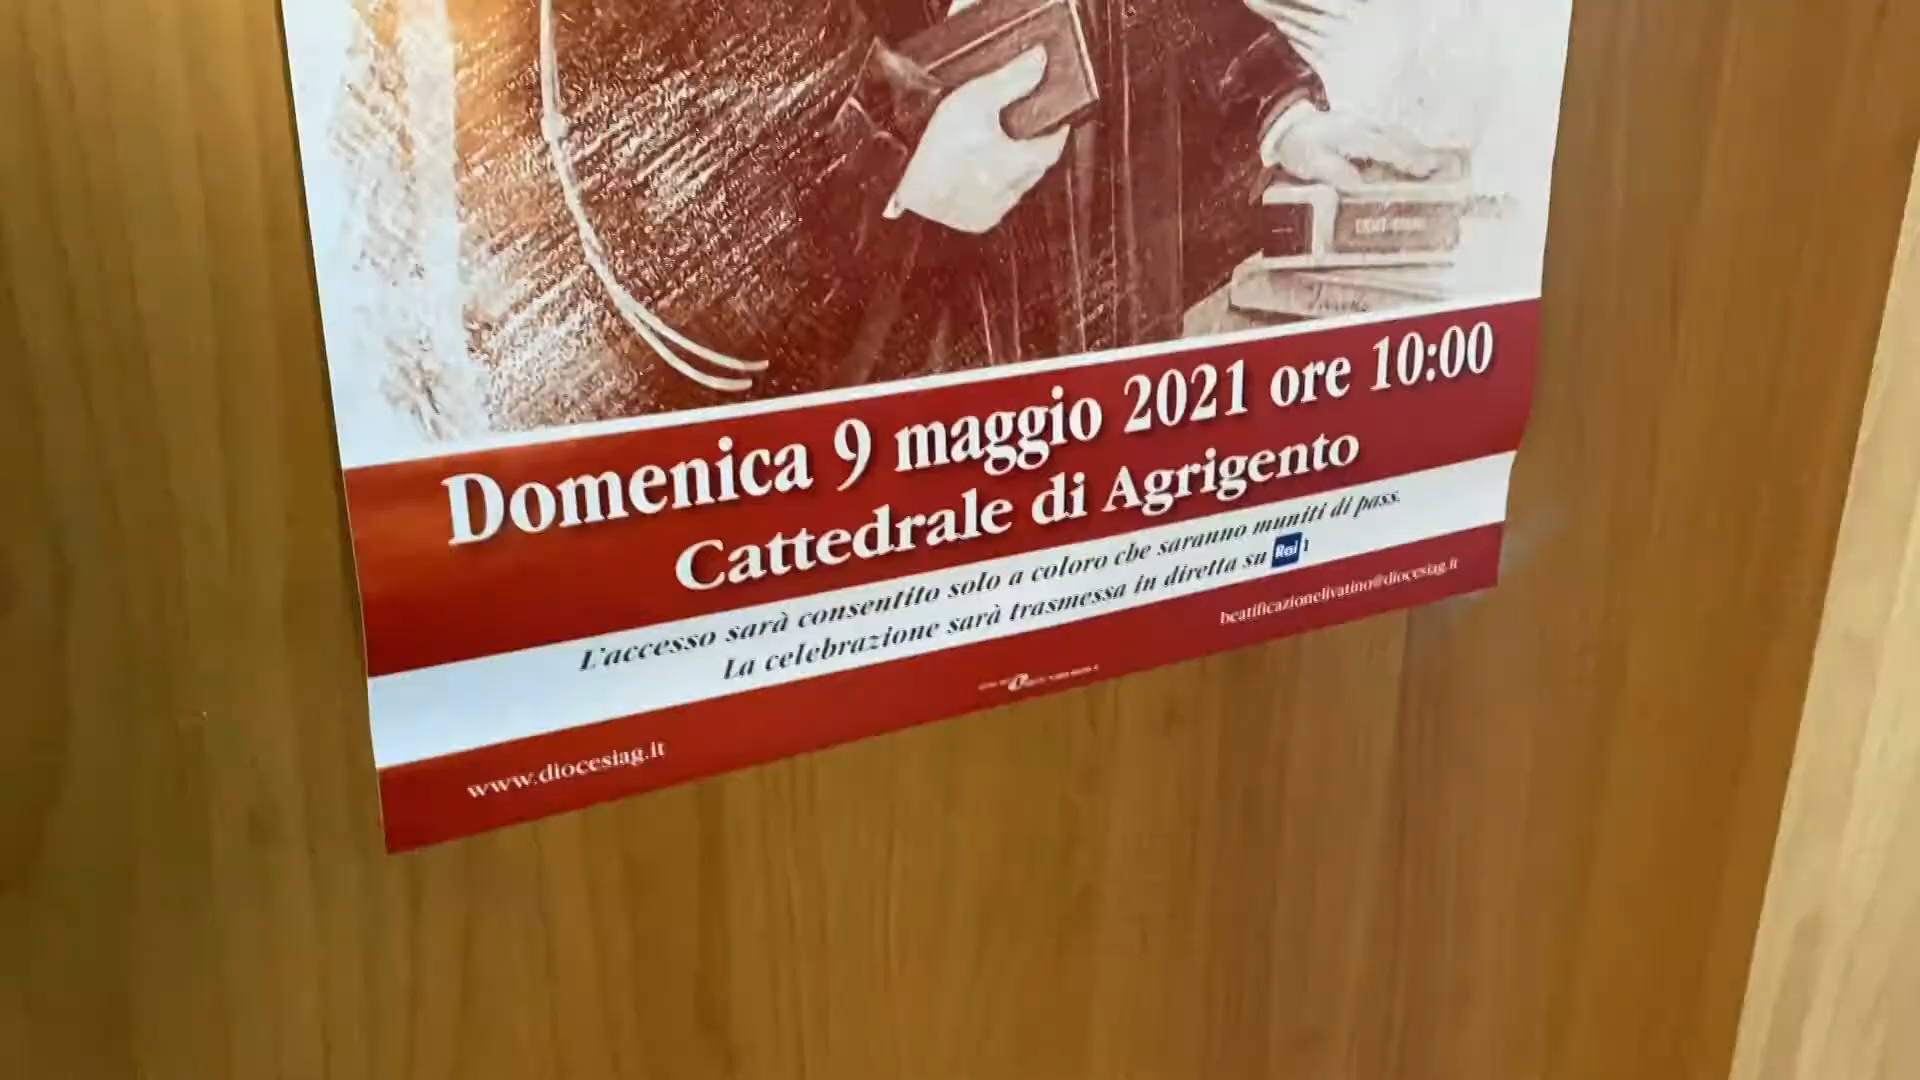 Domenica 9 maggio 2021 ore 10:00
Cattedrale di Agrigento
L'accesso sarà consentito solo a coloro che saranno muniti di pass.
La celebrazione sarà trasmessa in diretta su Rai 1
beatificazionelivatino@diocesiag.it
www.diocesiag.it